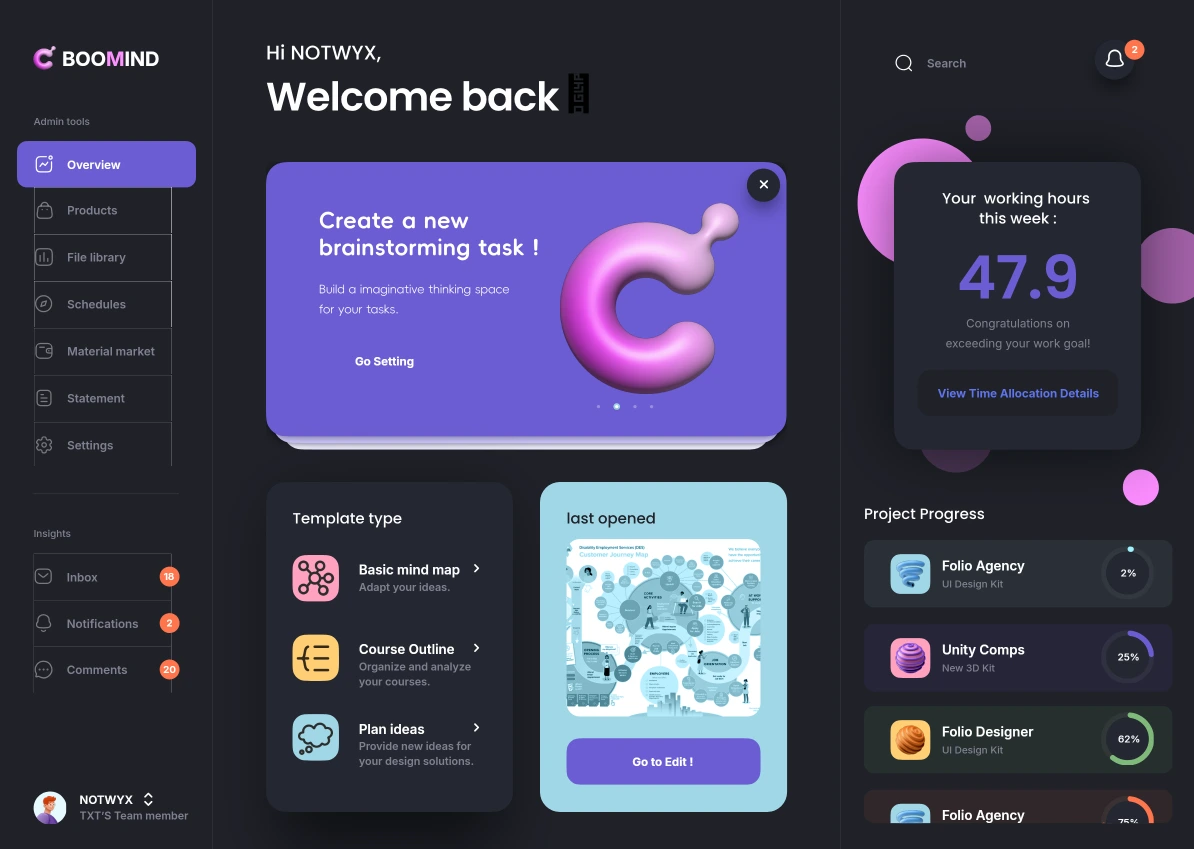 BOOMIND
Admin tools
Overview
Products
File library
Schedules
Material market
Statement
Settings
Insights
Inbox
18
Notifications
2
Comments
20
NOTWYX
TXT'S Team member
Hi NOTWYX,
Welcome back
Create a new
brainstorming task !
Build a imaginative thinking space
for your tasks.
Go Setting
Template type
Basic mind map
Adapt your ideas.
Course Outline
Organize and analyze
your courses.
Plan ideas
Provide new ideas for
your design solutions.
last opened
Disability Employment Services (DES)
Customer Journey Map
Go to Edit !
Search
2
Your working hours
this week :
47.9
Congratulations on
exceeding your work goal!
View Time Allocation Details
Project Progress
Folio Agency
UI Design Kit
2%
Unity Comps
New 3D Kit
25%
Folio Designer
UI Design Kit
62%
Folio Agency
75%